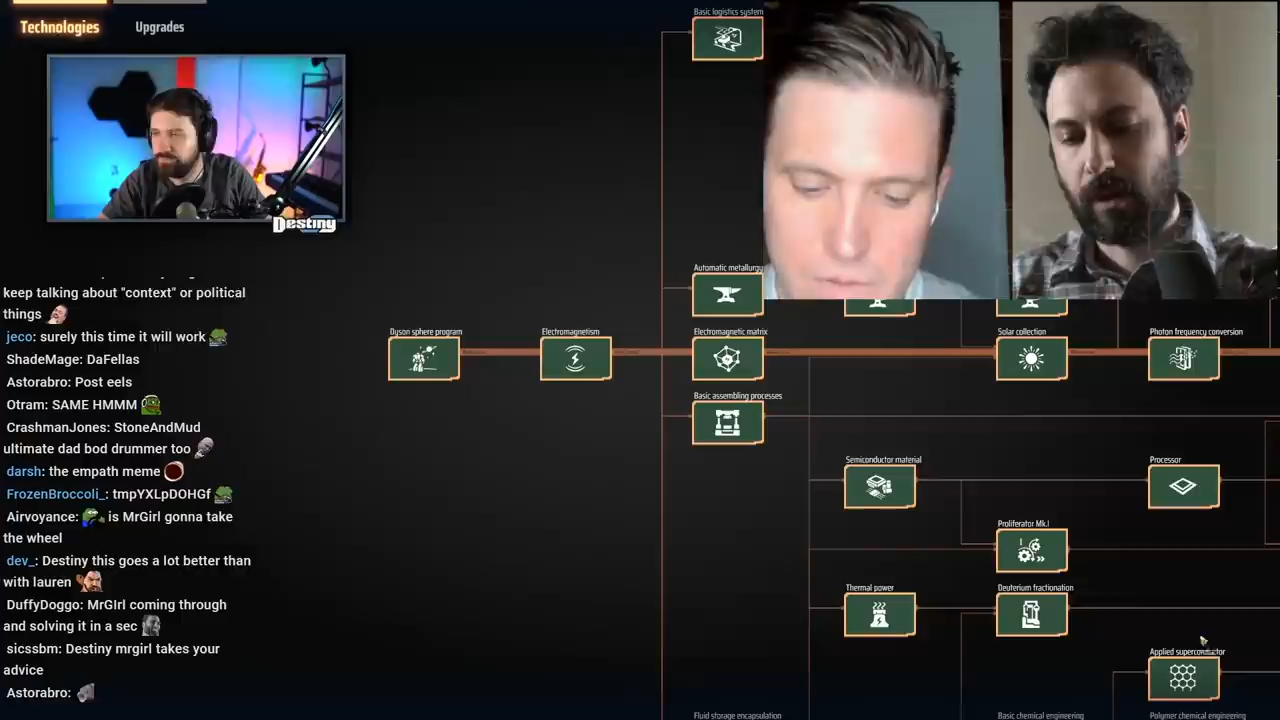 Technologies
Upgrades
Basic logistics system
Destiny
keep talking about "context" or political
things
jeco: surely this time it will work
ShadeMage: DaFellas
Astorabro: Post eels
Otram: SAME HMMM
CrashmanJones: StoneAndMud
ultimate dad bod drummer too
darsh: the empath meme
FrozenBroccoli_: tmpYXLpDOHGf
Airvoyance: is MrGirl gonna take
the wheel
dev_: Destiny this goes a lot better than
with lauren
DuffyDoggo: MrGIrl coming through
and solving it in a sec
sicssbm: Destiny mrgirl takes your
advice
Astorabro:
Automatic metallurgy
Dyson sphere program
Electromagnetism
Electromagnetic matrix
Solar collection
Photon frequency conversion
Basic assembling processes
Semiconductor material
Processor
Proliferator Mk.I
Thermal power
Deuterium fractionation
Applied superconductor
Fluid storage encapsulation
Basic chemical engineering
Polymer chemical engineering